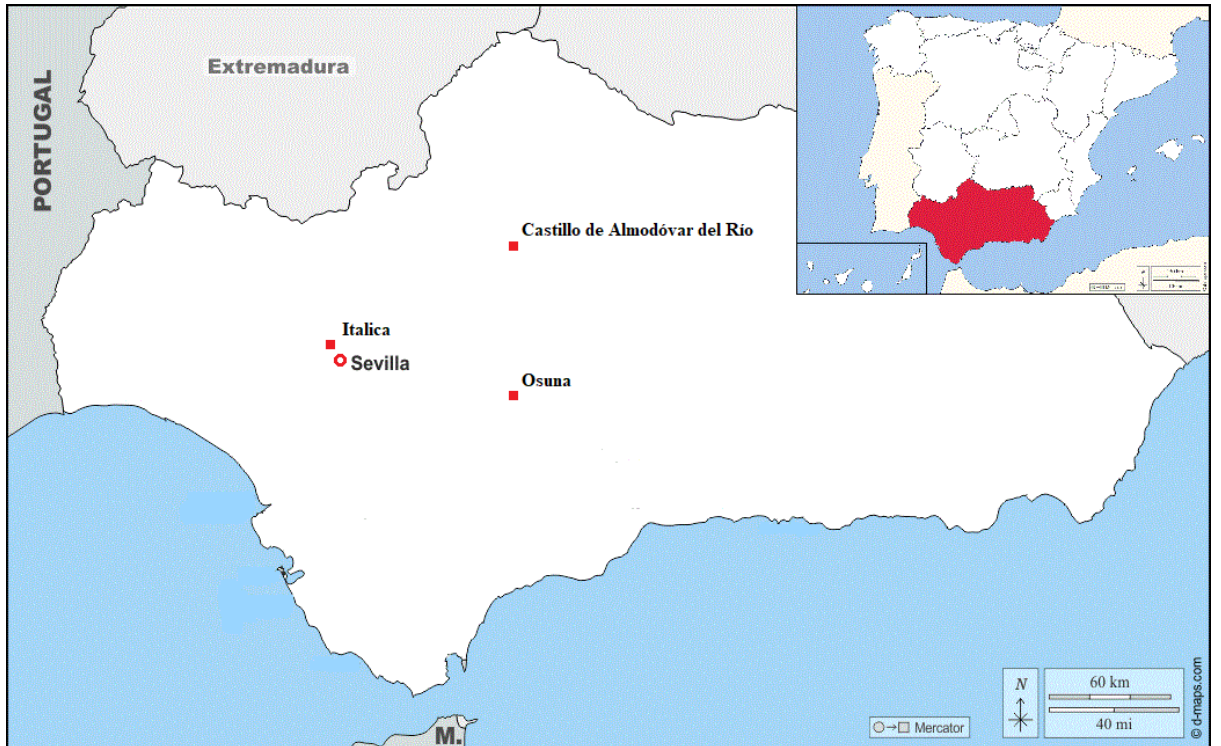 Extremadura
PORTUGAL
Castillo de Almodóvar del Río
Italica
Sevilla
Osuna
M.
N
60 km
40 mi
Mercator
© d-maps.com